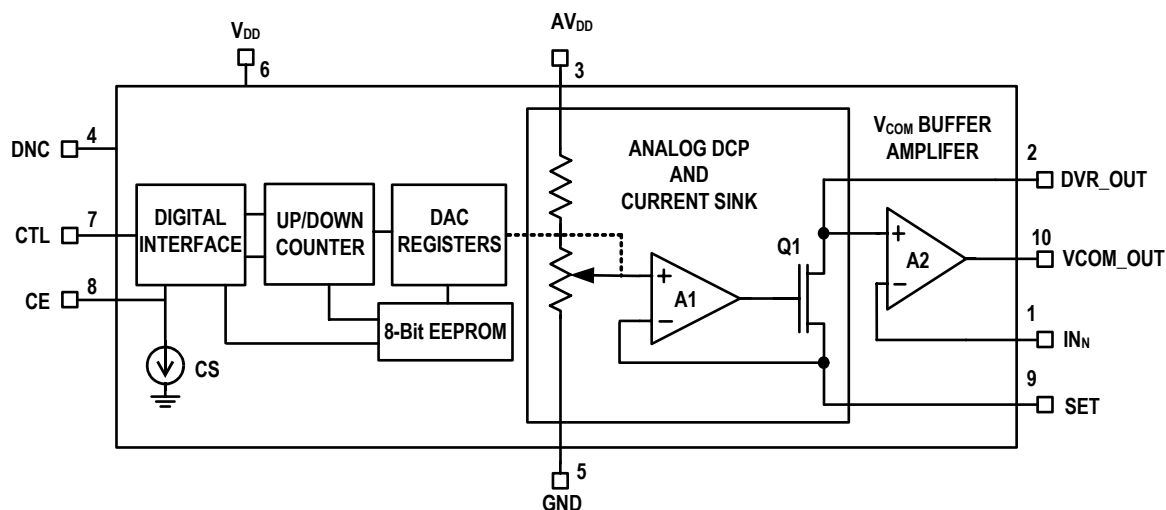 VDD
AVDD
6
3
DNC
4
ANALOG DCP
AND
CURRENT SINK
VCOM BUFFER
AMPLIFER
2
DVR_OUT
CTL
7
DIGITAL
INTERFACE
UP/DOWN
COUNTER
DAC
REGISTERS
Q1
+
A1
−
+
A2
−
10
VCOM_OUT
CE
8
8-Bit EEPROM
1
INN
CS
9
SET
5
GND